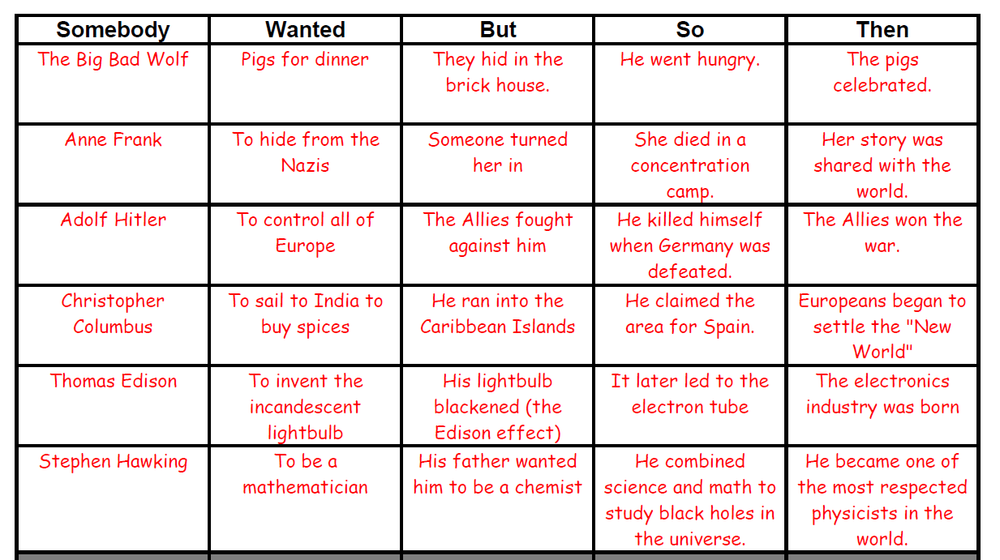 Somebody Wanted But So Then
The Big Bad Wolf
Pigs for dinner
They hid in the
brick house.
He went hungry.
The pigs
celebrated.
Anne Frank
To hide from the
Nazis
Someone turned
her in
She died in a
concentration
camp.
Her story was
shared with the
world.
Adolf Hitler
To control all of
Europe
The Allies fought
against him
He killed himself
when Germany was
defeated.
The Allies won the
war.
Christopher
Columbus
To sail to India to
buy spices
He ran into the
Caribbean Islands
He claimed the
area for Spain.
Europeans began to
settle the "New
World"
Thomas Edison
To invent the
incandescent
lightbulb
His lightbulb
blackened (the
Edison effect)
It later led to the
electron tube
The electronics
industry was born
Stephen Hawking
To be a
mathematician
His father wanted
him to be a chemist
He combined
science and math to
study black holes in
the universe.
He became one of
the most respected
physicists in the
world.